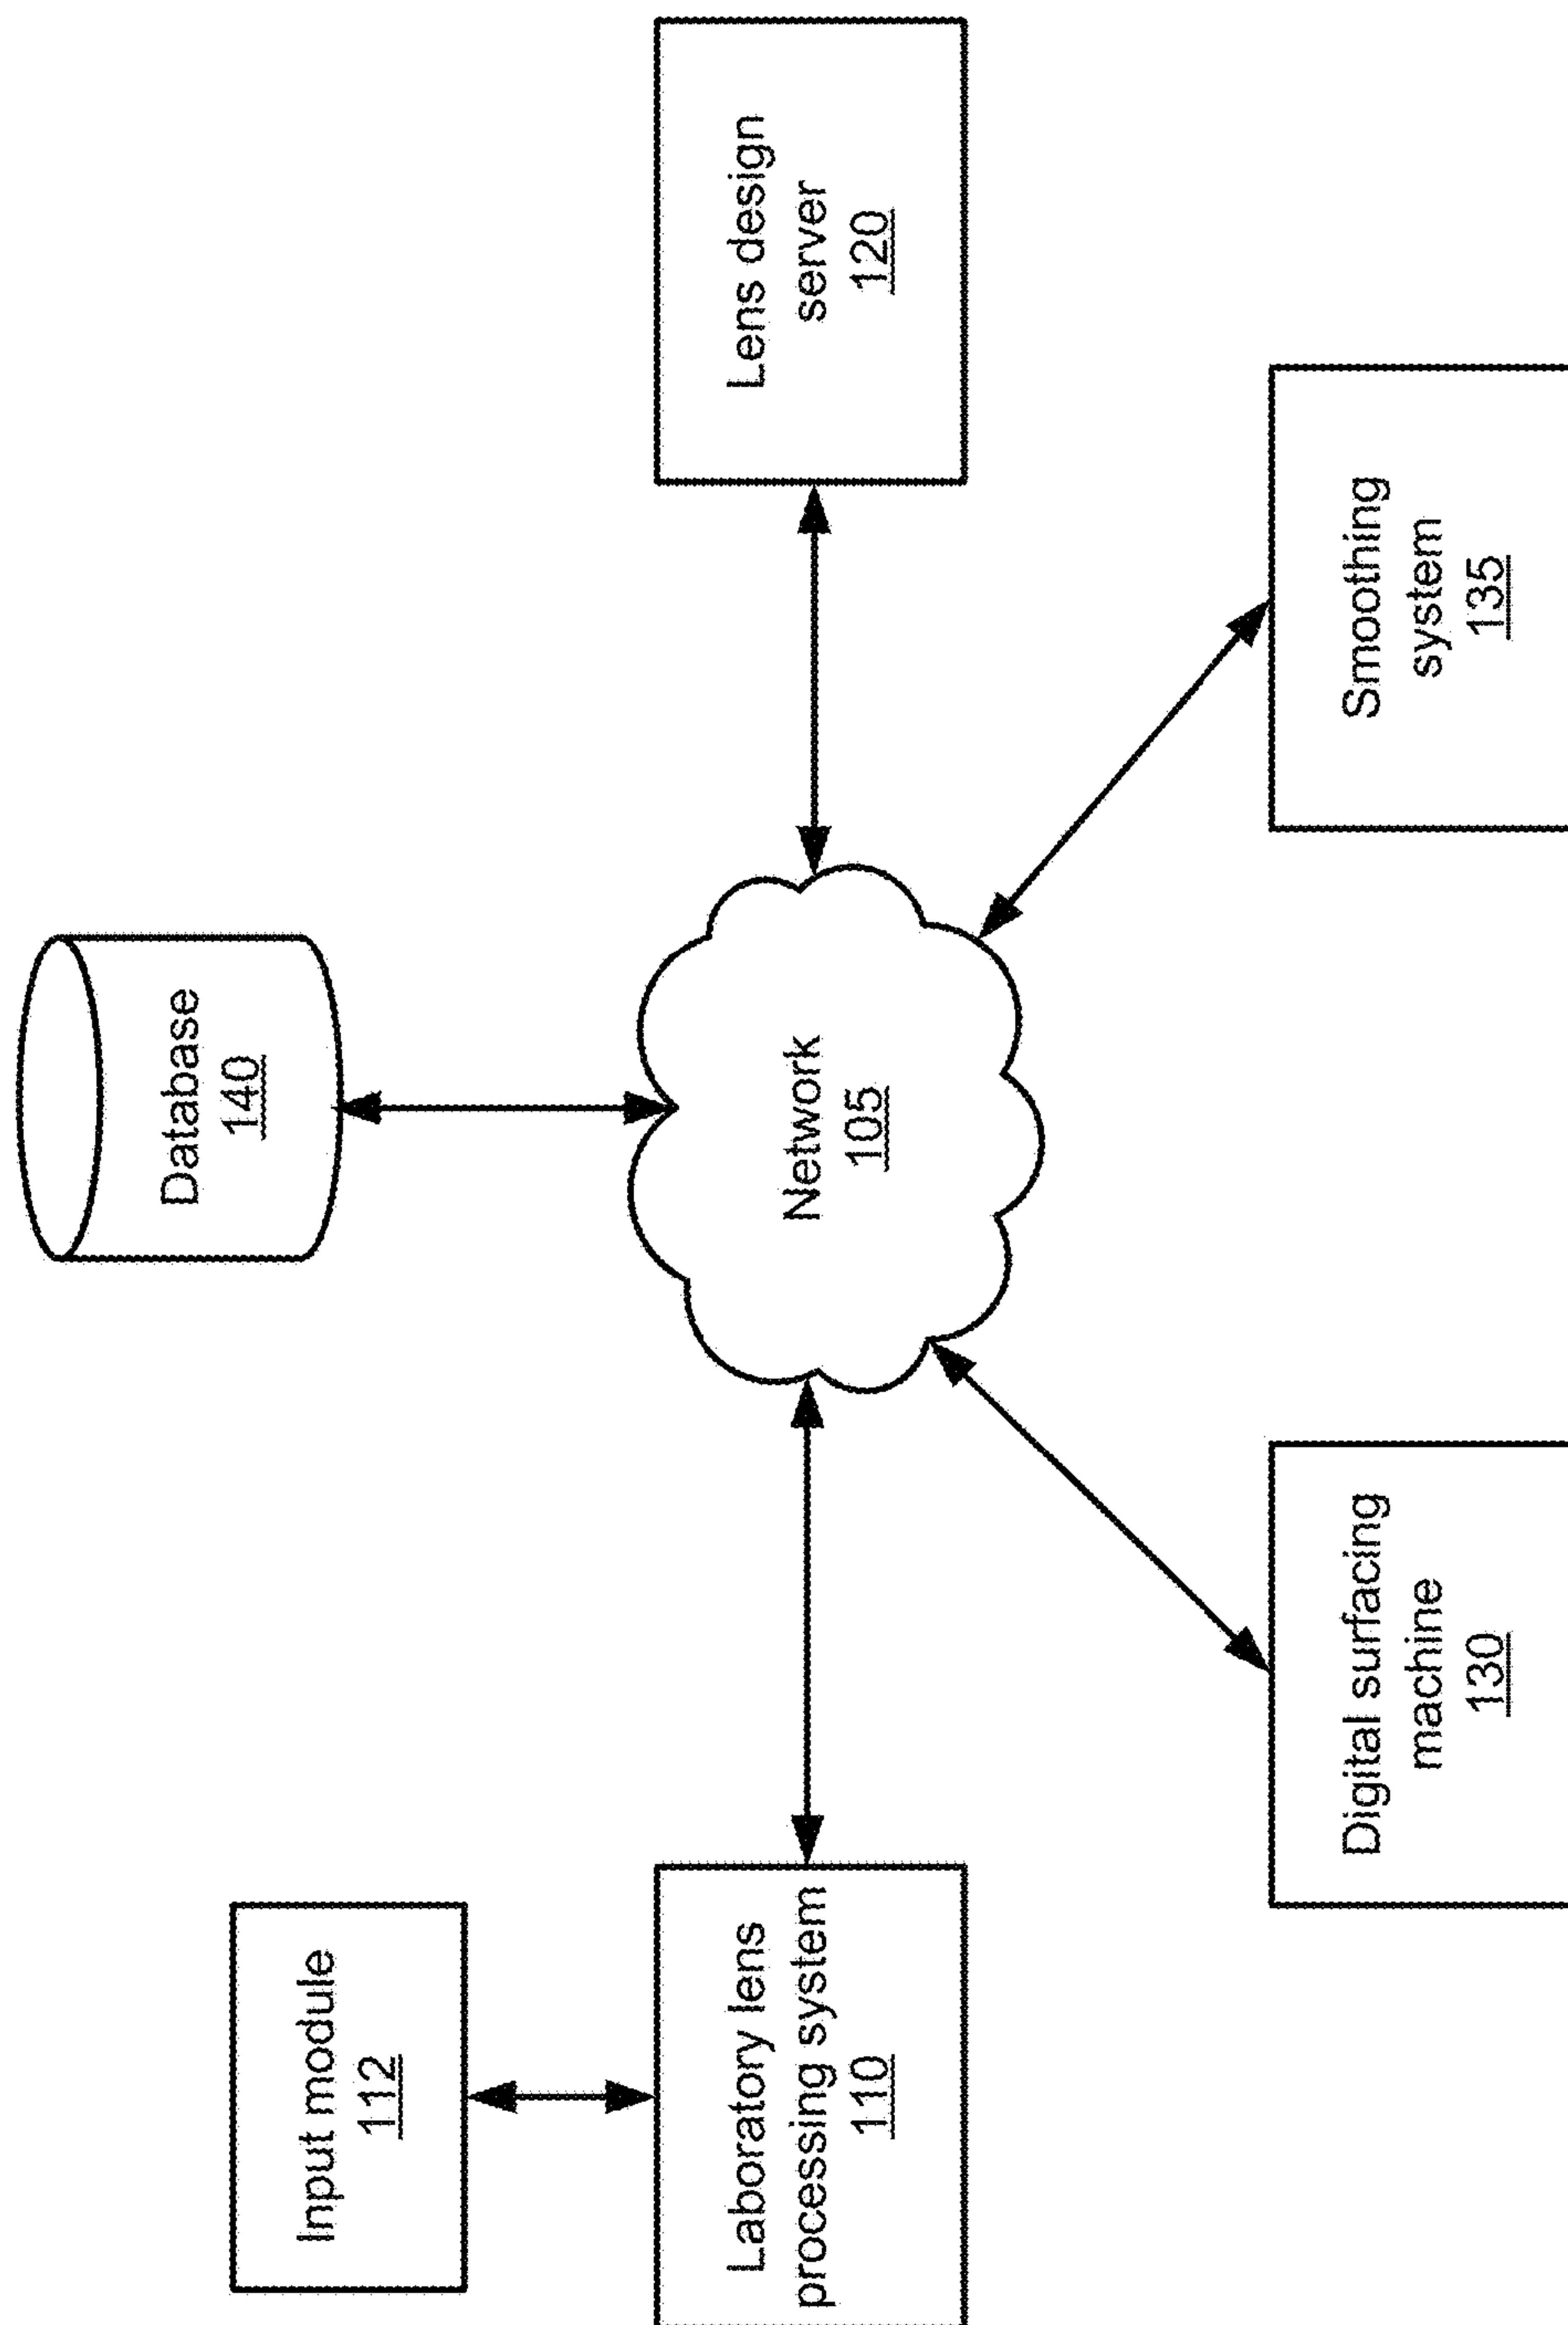 Input module
112
Laboratory lens
processing system
110
Database
140
Network
105
Lens design
server
120
Digital surfacing
machine
130
Smoothing
system
135